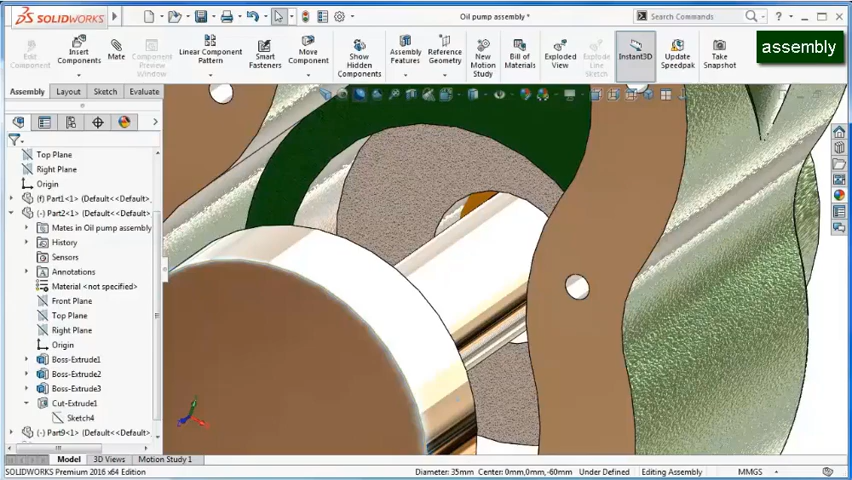 SOLIDWORKS
Oil pump assembly *
Search Commands
assembly
Edit Component
Insert Components
Mate
Component Preview Window
Linear Component Pattern
Smart Fasteners
Move Component
Show Hidden Components
Assembly Features
Reference Geometry
New Motion Study
Bill of Materials
Exploded View
Explode Line Sketch
Instant3D
Update Speedpak
Take Snapshot
Assembly Layout Sketch Evaluate
Top Plane
Right Plane
Origin
(f) Part1<1> (Default<<Default>_
(-) Part2<1> (Default<<Default>_
Mates in Oil pump assembly
History
Sensors
Annotations
Material <not specified>
Front Plane
Top Plane
Right Plane
Origin
Boss-Extrude1
Boss-Extrude2
Boss-Extrude3
Cut-Extrude1
Sketch4
(-) Part9<1> (Default<<Default>_
Model 3D Views Motion Study 1
SOLIDWORKS Premium 2016 x64 Edition
Diameter: 35mm Center: 0mm,0mm,-60mm Under Defined Editing Assembly MMGS